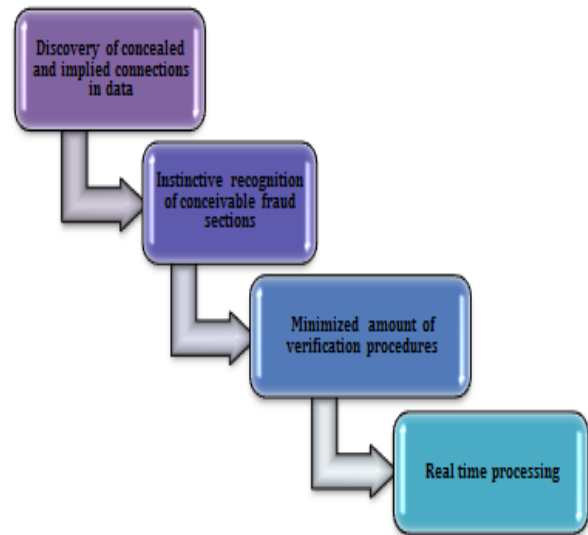 Discovery of concealed
and implied connections
in data
Instinctive recognition
of conceivable fraud
sections
Minimized amount of
verification procedures
Real time processing